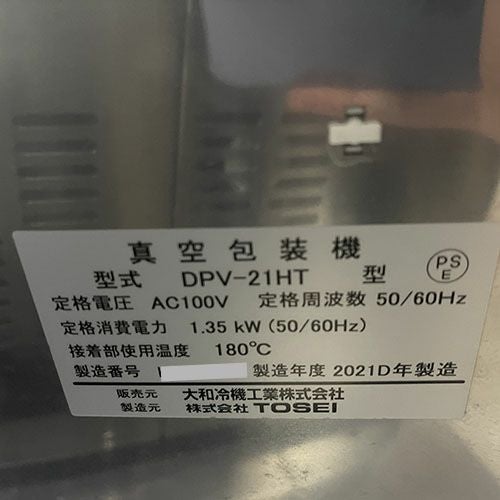 真空包装機
型式 DPV-21HT 型
PS
E
定格電圧 AC100V 定格周波数 50/60Hz
定格消費電力 1.35 kW (50/60Hz)
接着部使用温度 180℃
製造番号 製造年度 2021D年製造
販売元 大和冷機工業株式会社
製造元 株式会社 TOSEI